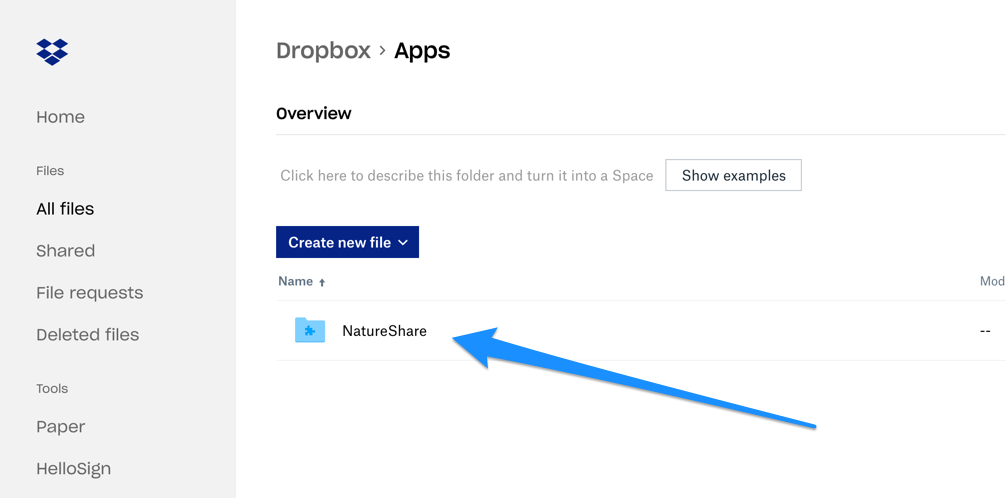 Dropbox > Apps
Home
Overview
Files
Click here to describe this folder and turn it into a Space Show examples
All files
Shared
Create new file
File requests
Name ↑ Mod
Deleted files
NatureShare --
Tools
Paper
HelloSign